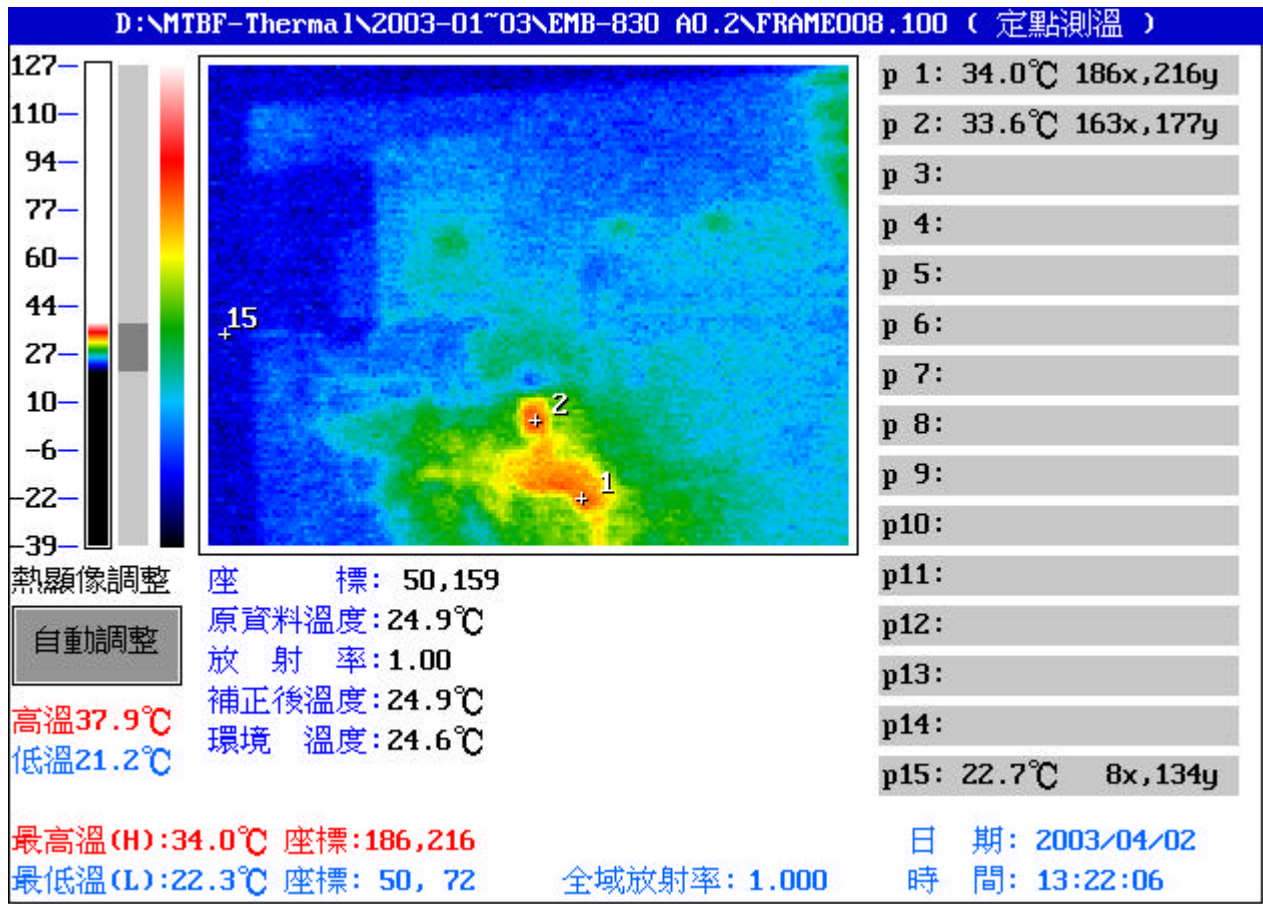 D:\MTBF-Thermal\2003-01~03\EMB-830 A0.2\FRAME008.100 ( 定點測溫 )
127
110
94
77
60
44
27
10
-6
-22
-39
15
2
1
p 1: 34.0℃ 186x,216y
p 2: 33.6℃ 163x,177y
p 3:
p 4:
p 5:
p 6:
p 7:
p 8:
p 9:
p10:
p11:
p12:
p13:
p14:
p15: 22.7℃ 8x,134y
熱顯像調整
自動調整
高溫37.9℃
低溫21.2℃
座 標: 50,159
原資料溫度:24.9℃
放 射 率:1.00
補正後溫度:24.9℃
環境 溫度:24.6℃
最高溫(H):34.0℃ 座標:186,216
最低溫(L):22.3℃ 座標: 50, 72
全域放射率: 1.000
日 期: 2003/04/02
時 間: 13:22:06